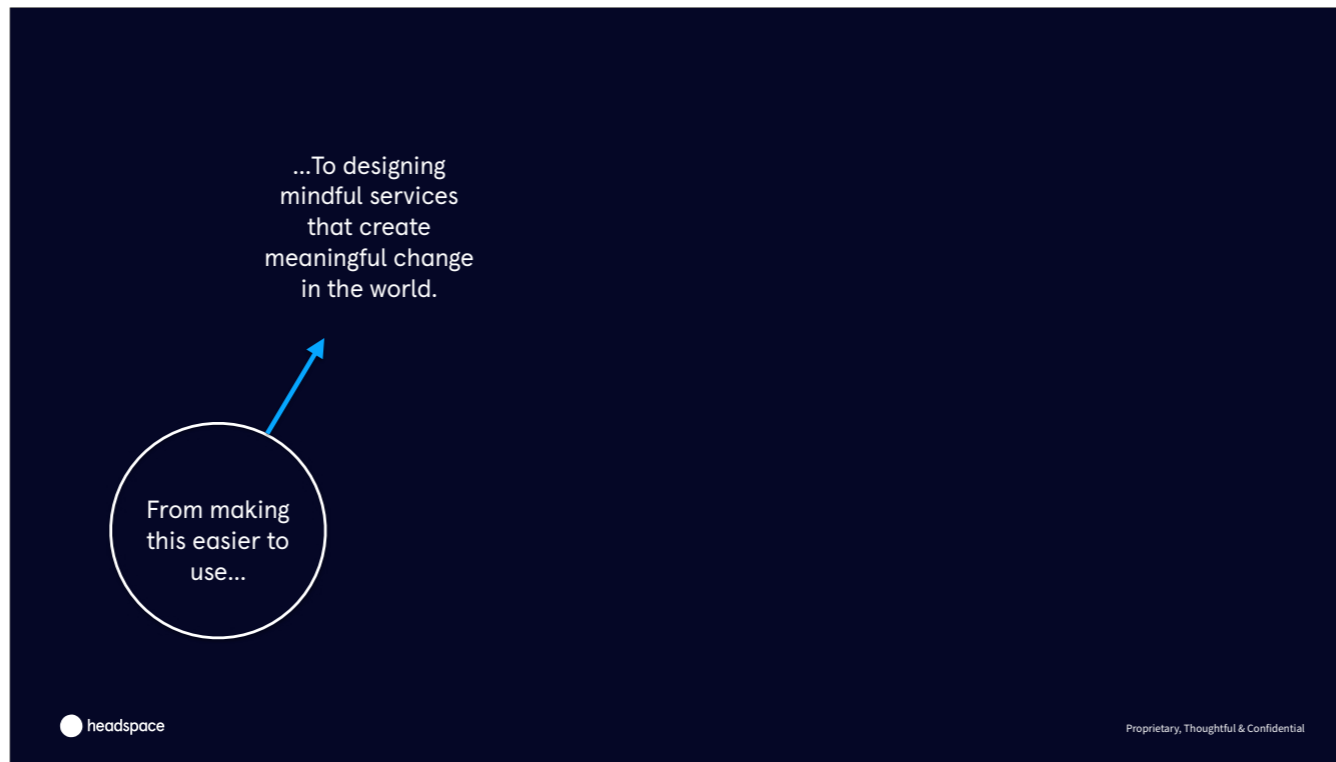 ...To designing
mindful services
that create
meaningful change
in the world.
From making
this easier to
use...
headspace
Proprietary, Thoughtful & Confidential